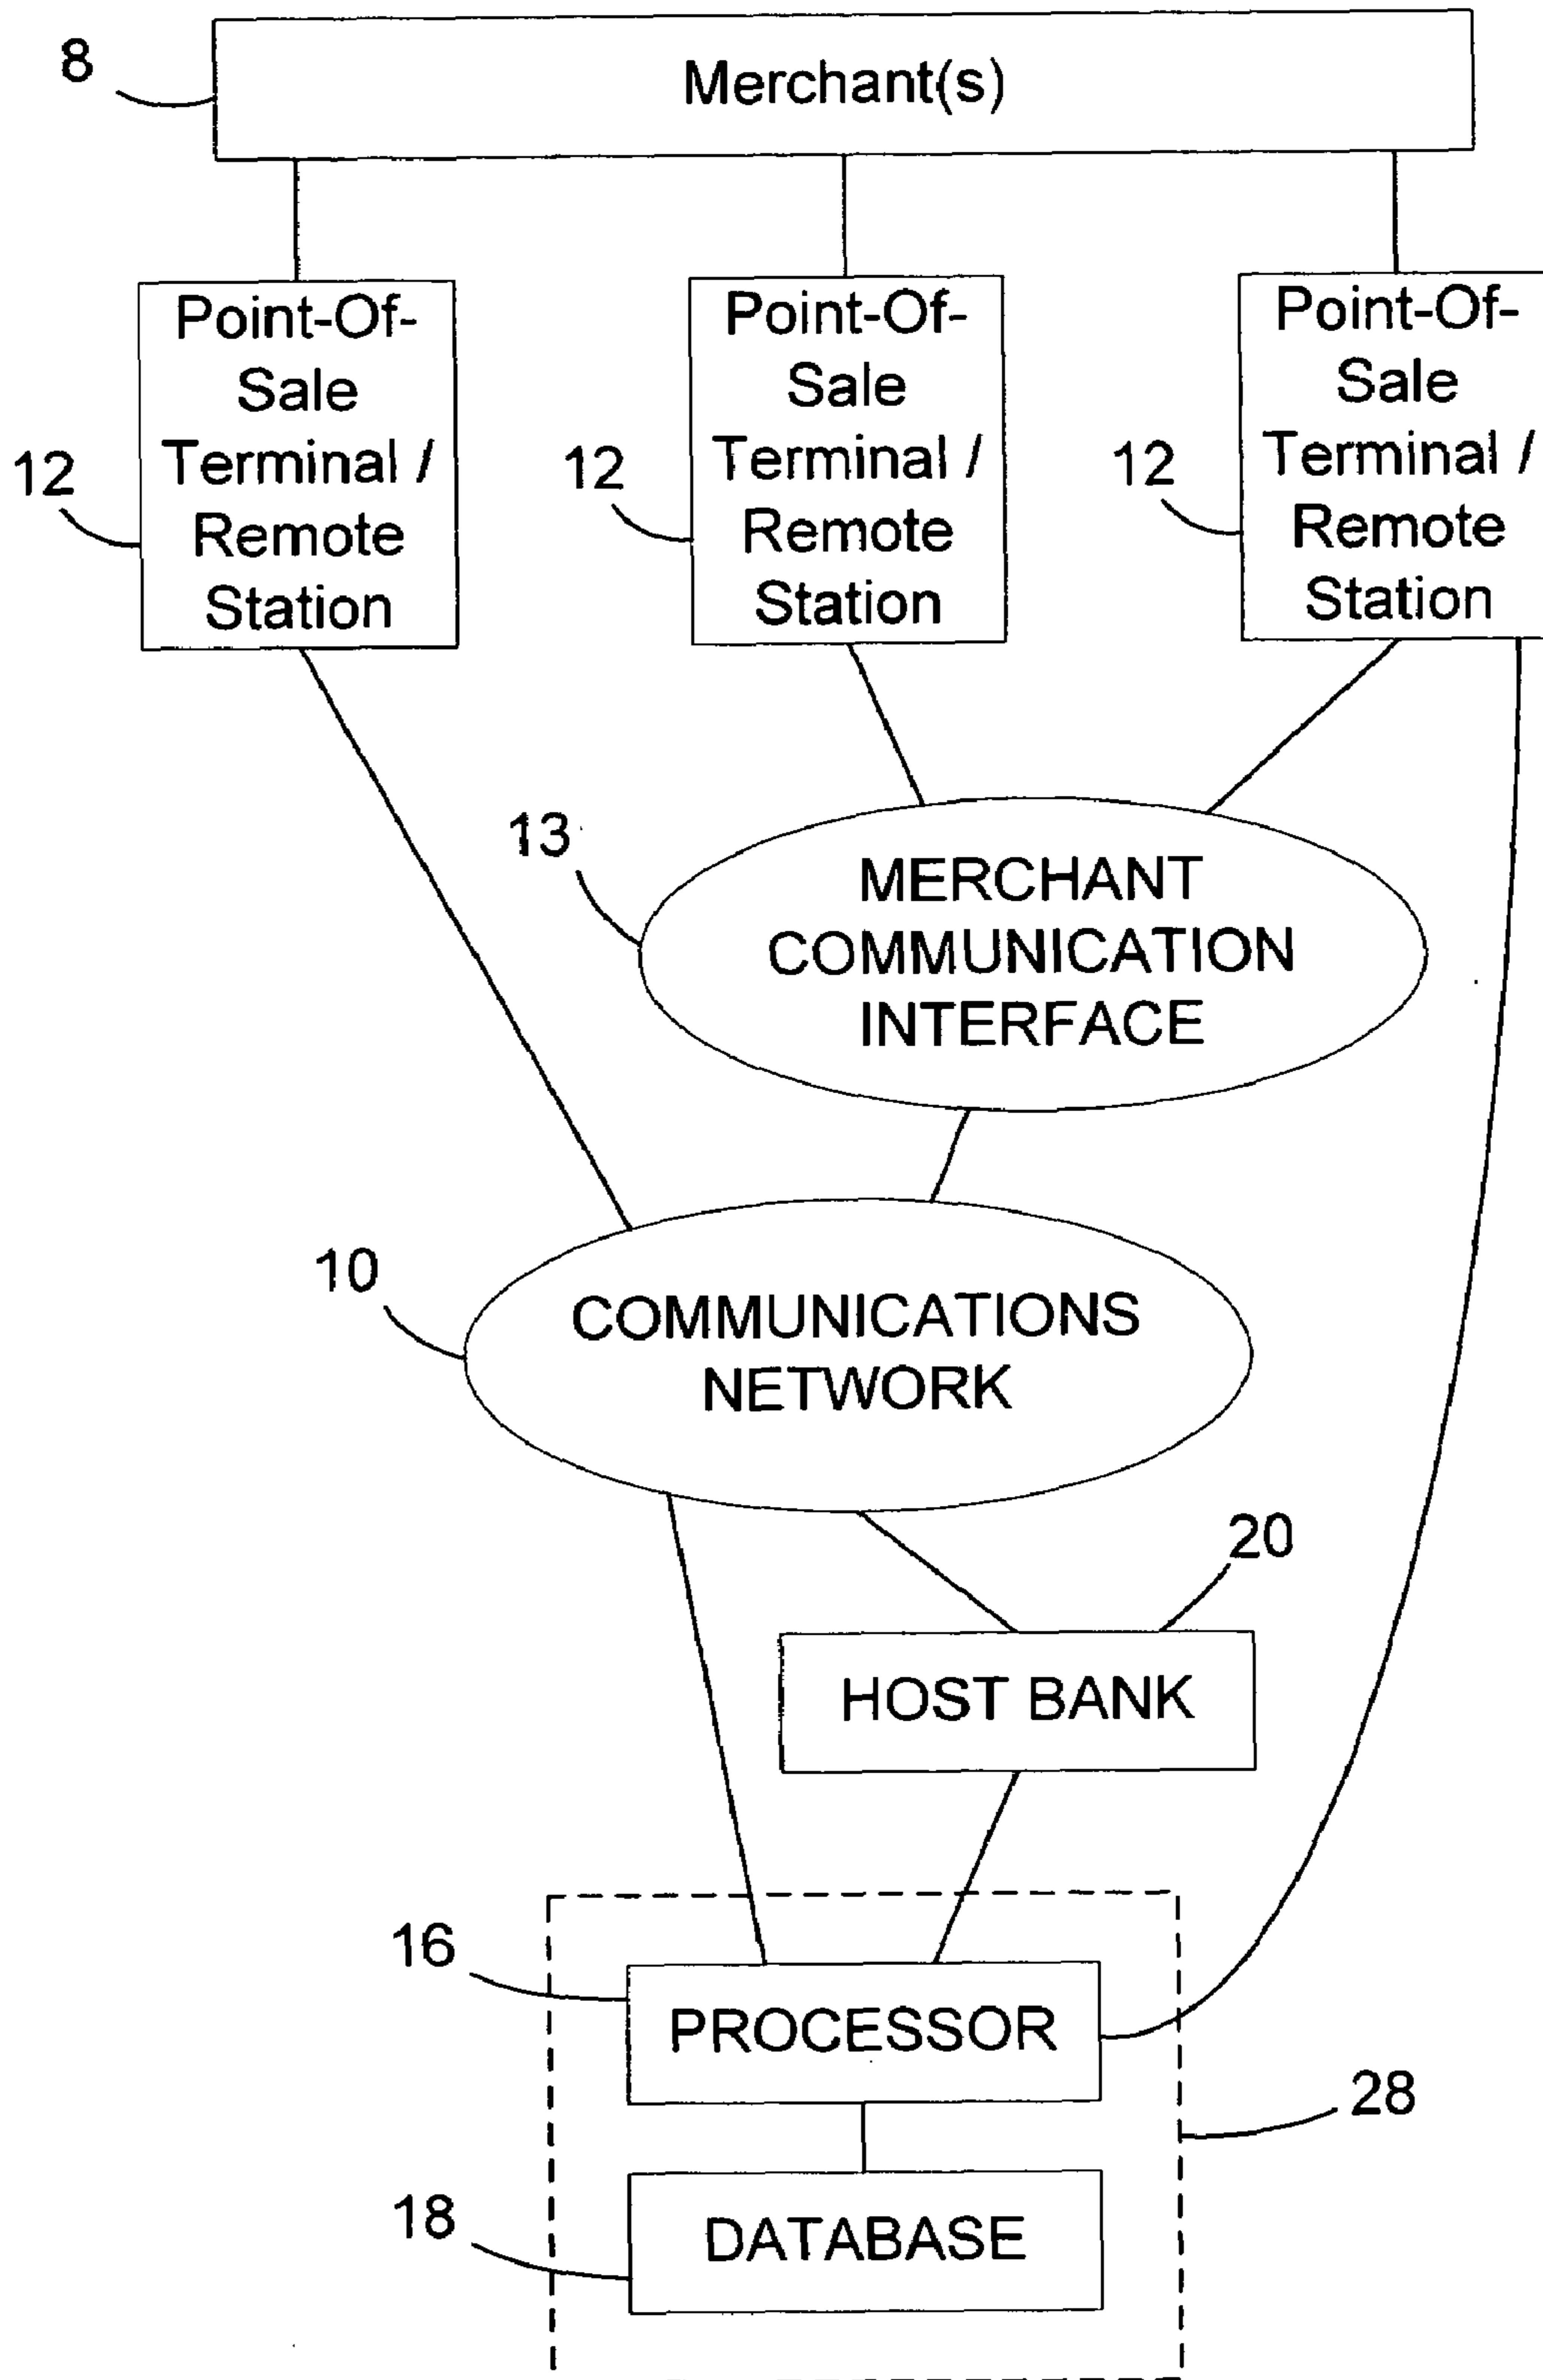 8
Merchant(s)
Point-Of-
Sale
Terminal /
Remote
Station
12
Point-Of-
Sale
Terminal /
Remote
Station
12
Point-Of-
Sale
Terminal /
Remote
Station
12
13
MERCHANT
COMMUNICATION
INTERFACE
10
COMMUNICATIONS
NETWORK
20
HOST BANK
16
PROCESSOR
28
18
DATABASE